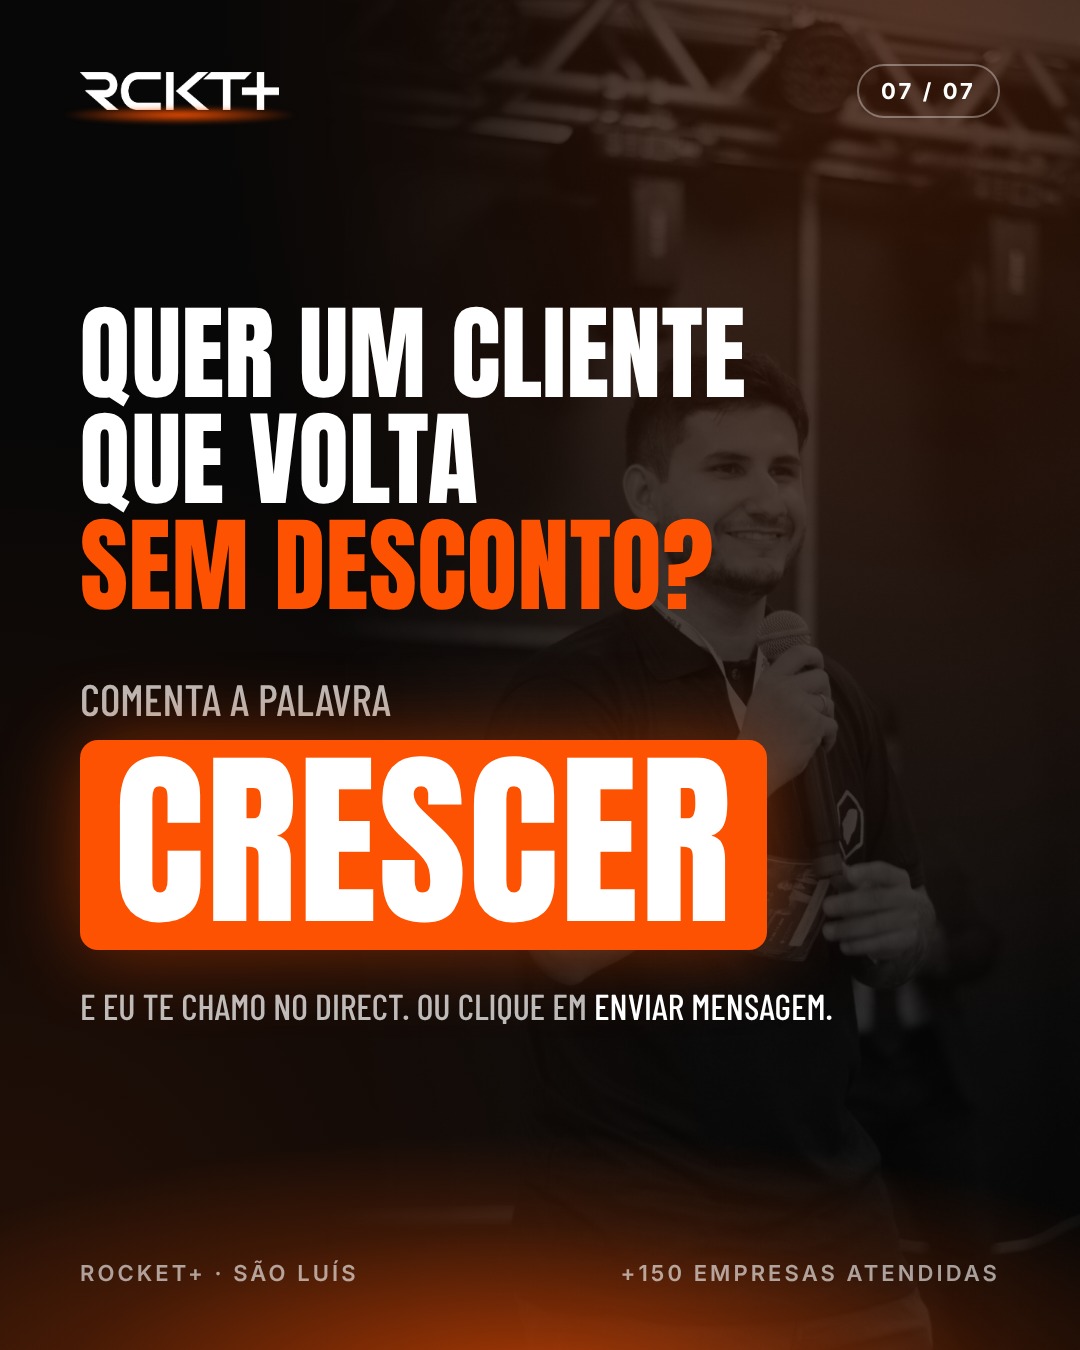 RCKT+
07 / 07
QUER UM CLIENTE
QUE VOLTA
SEM DESCONTO?
COMENTA A PALAVRA
CRESCER
E EU TE CHAMO NO DIRECT. OU CLIQUE EM ENVIAR MENSAGEM.
ROCKET+ · SÃO LUÍS
+150 EMPRESAS ATENDIDAS